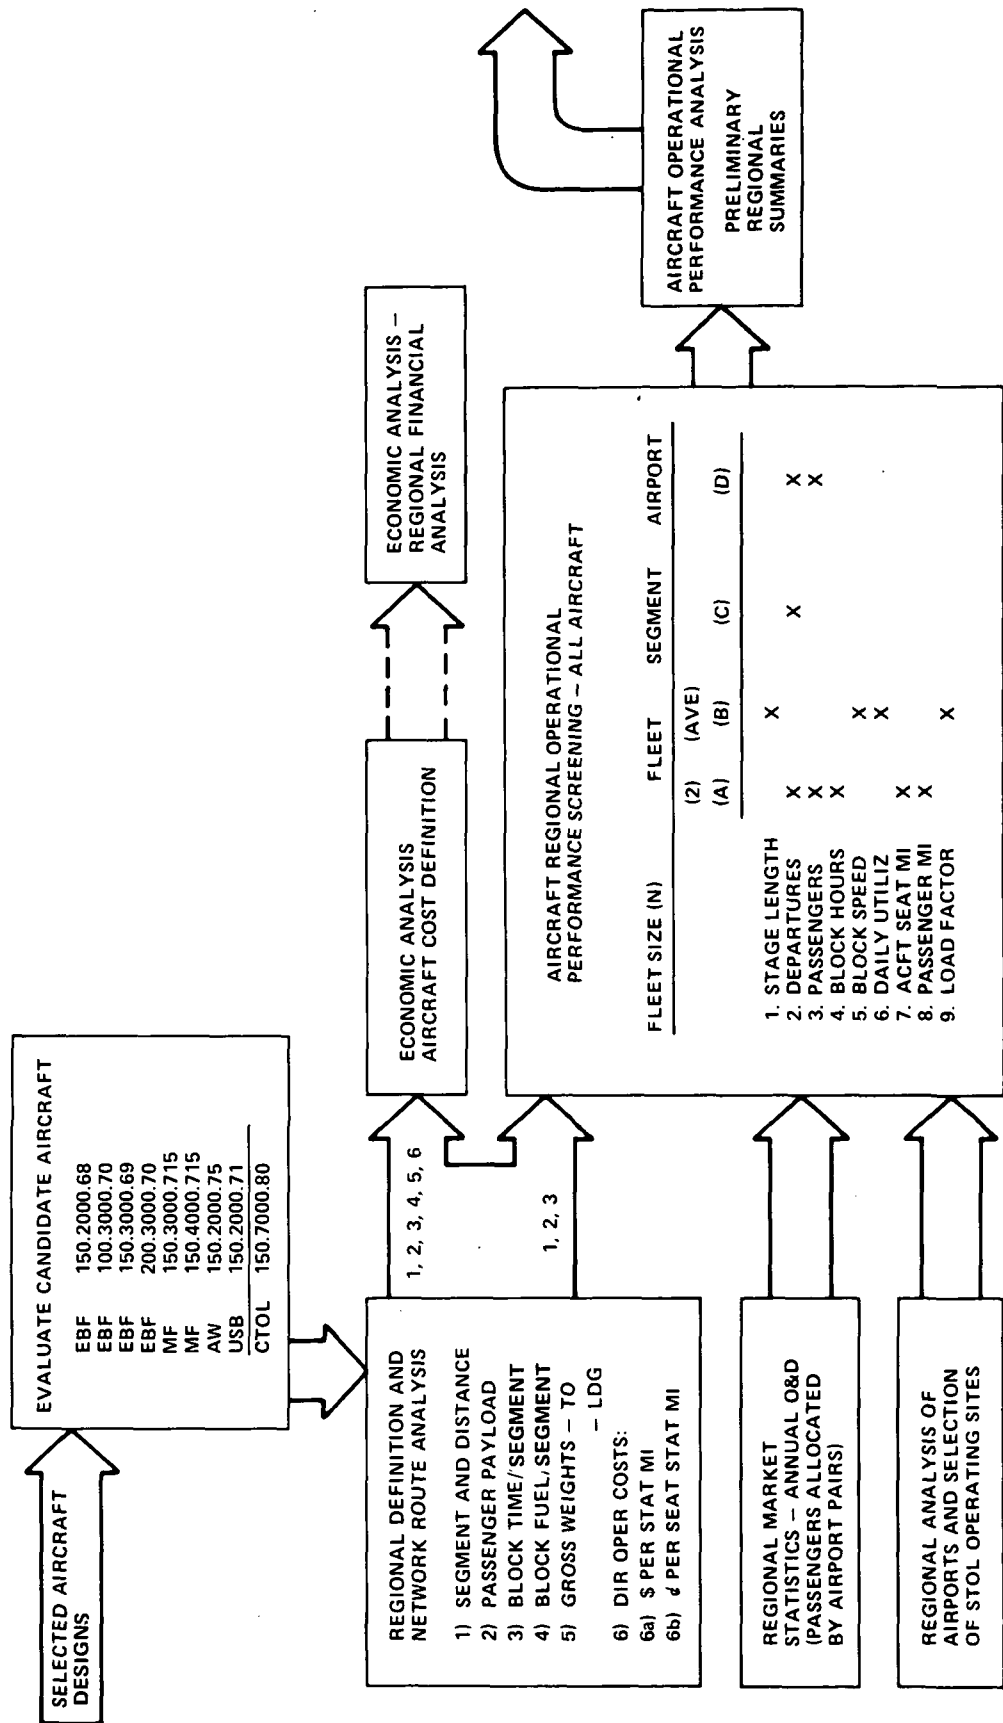 SELECTED AIRCRAFT
DESIGNS
EVALUATE CANDIDATE AIRCRAFT
EBF 150.2000.68
EBF 100.3000.70
EBF 150.3000.69
EBF 200.3000.70
MF 150.3000.715
MF 150.4000.715
AW 150.2000.75
USB 150.2000.71
CTOL 150.7000.80
REGIONAL DEFINITION AND
NETWORK ROUTE ANALYSIS
1) SEGMENT AND DISTANCE
2) PASSENGER PAYLOAD
3) BLOCK TIME/SEGMENT
4) BLOCK FUEL/SEGMENT
5) GROSS WEIGHTS – TO
– LDG
6) DIR OPER COSTS:
6a) $ PER STAT MI
6b) ¢ PER SEAT STAT MI
1, 2, 3, 4, 5, 6
1, 2, 3
ECONOMIC ANALYSIS
AIRCRAFT COST DEFINITION
ECONOMIC ANALYSIS –
REGIONAL FINANCIAL
ANALYSIS
REGIONAL MARKET
STATISTICS – ANNUAL O&D
(PASSENGERS ALLOCATED
BY AIRPORT PAIRS)
REGIONAL ANALYSIS OF
AIRPORTS AND SELECTION
OF STOL OPERATING SITES
AIRCRAFT REGIONAL OPERATIONAL
PERFORMANCE SCREENING – ALL AIRCRAFT
FLEET SIZE (N) FLEET SEGMENT AIRPORT
(2) (AVE)
(A) (B) (C) (D)
1. STAGE LENGTH X
2. DEPARTURES X X X
3. PASSENGERS X X
4. BLOCK HOURS X
5. BLOCK SPEED X
6. DAILY UTILIZ X
7. ACFT SEAT MI X
8. PASSENGER MI X
9. LOAD FACTOR X
AIRCRAFT OPERATIONAL
PERFORMANCE ANALYSIS
PRELIMINARY
REGIONAL
SUMMARIES